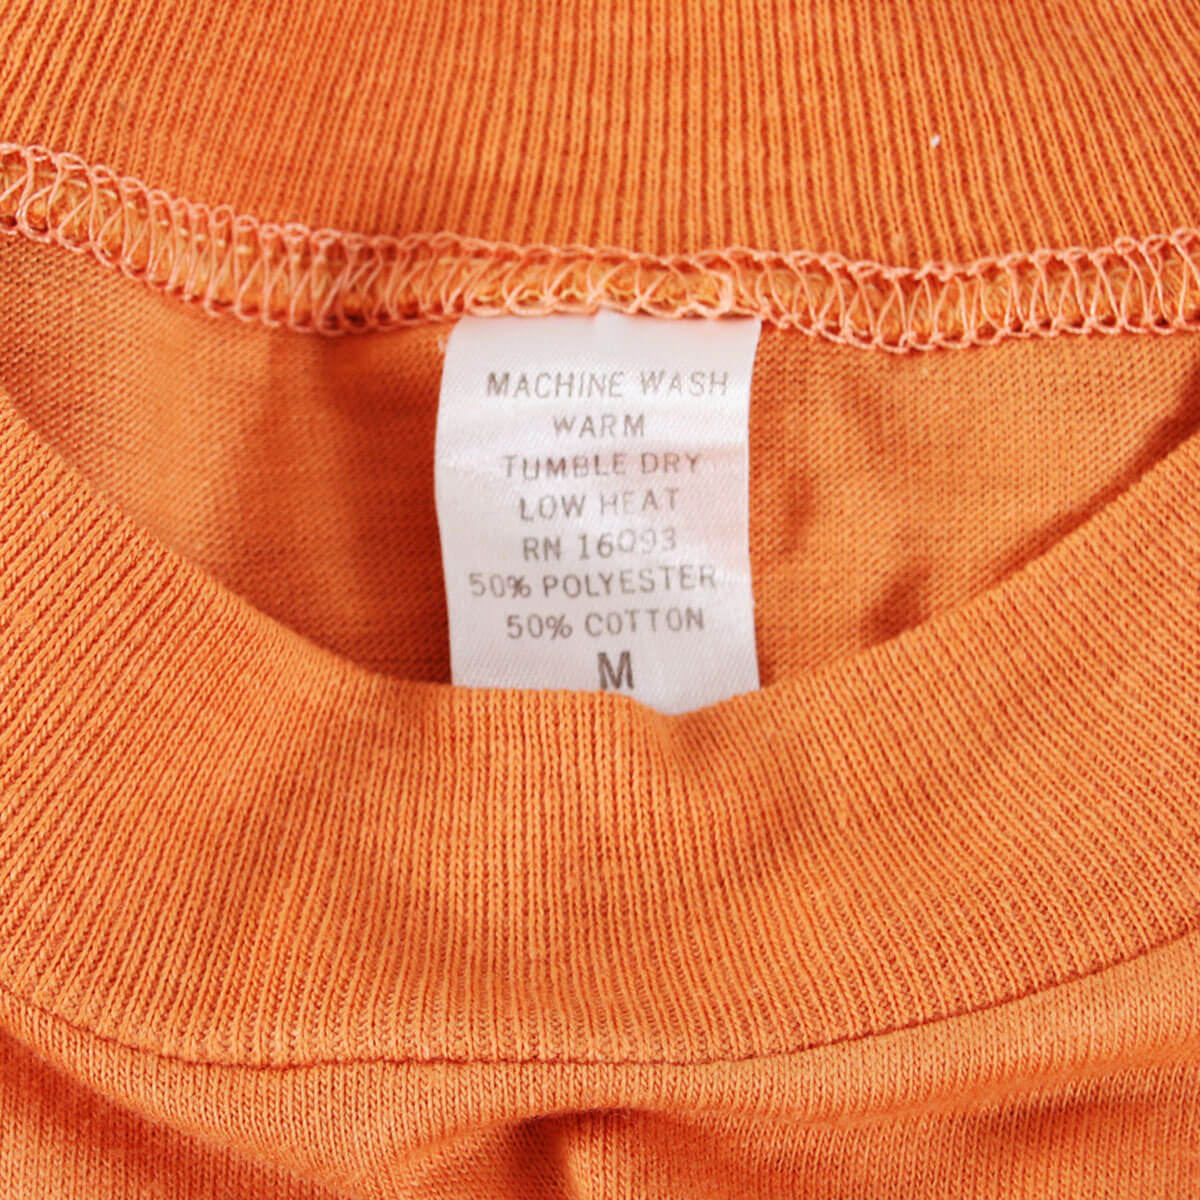 MACHINE WASH
WARM
TUMBLE DRY
LOW HEAT
RN 16093
50% POLYESTER
50% COTTON
M